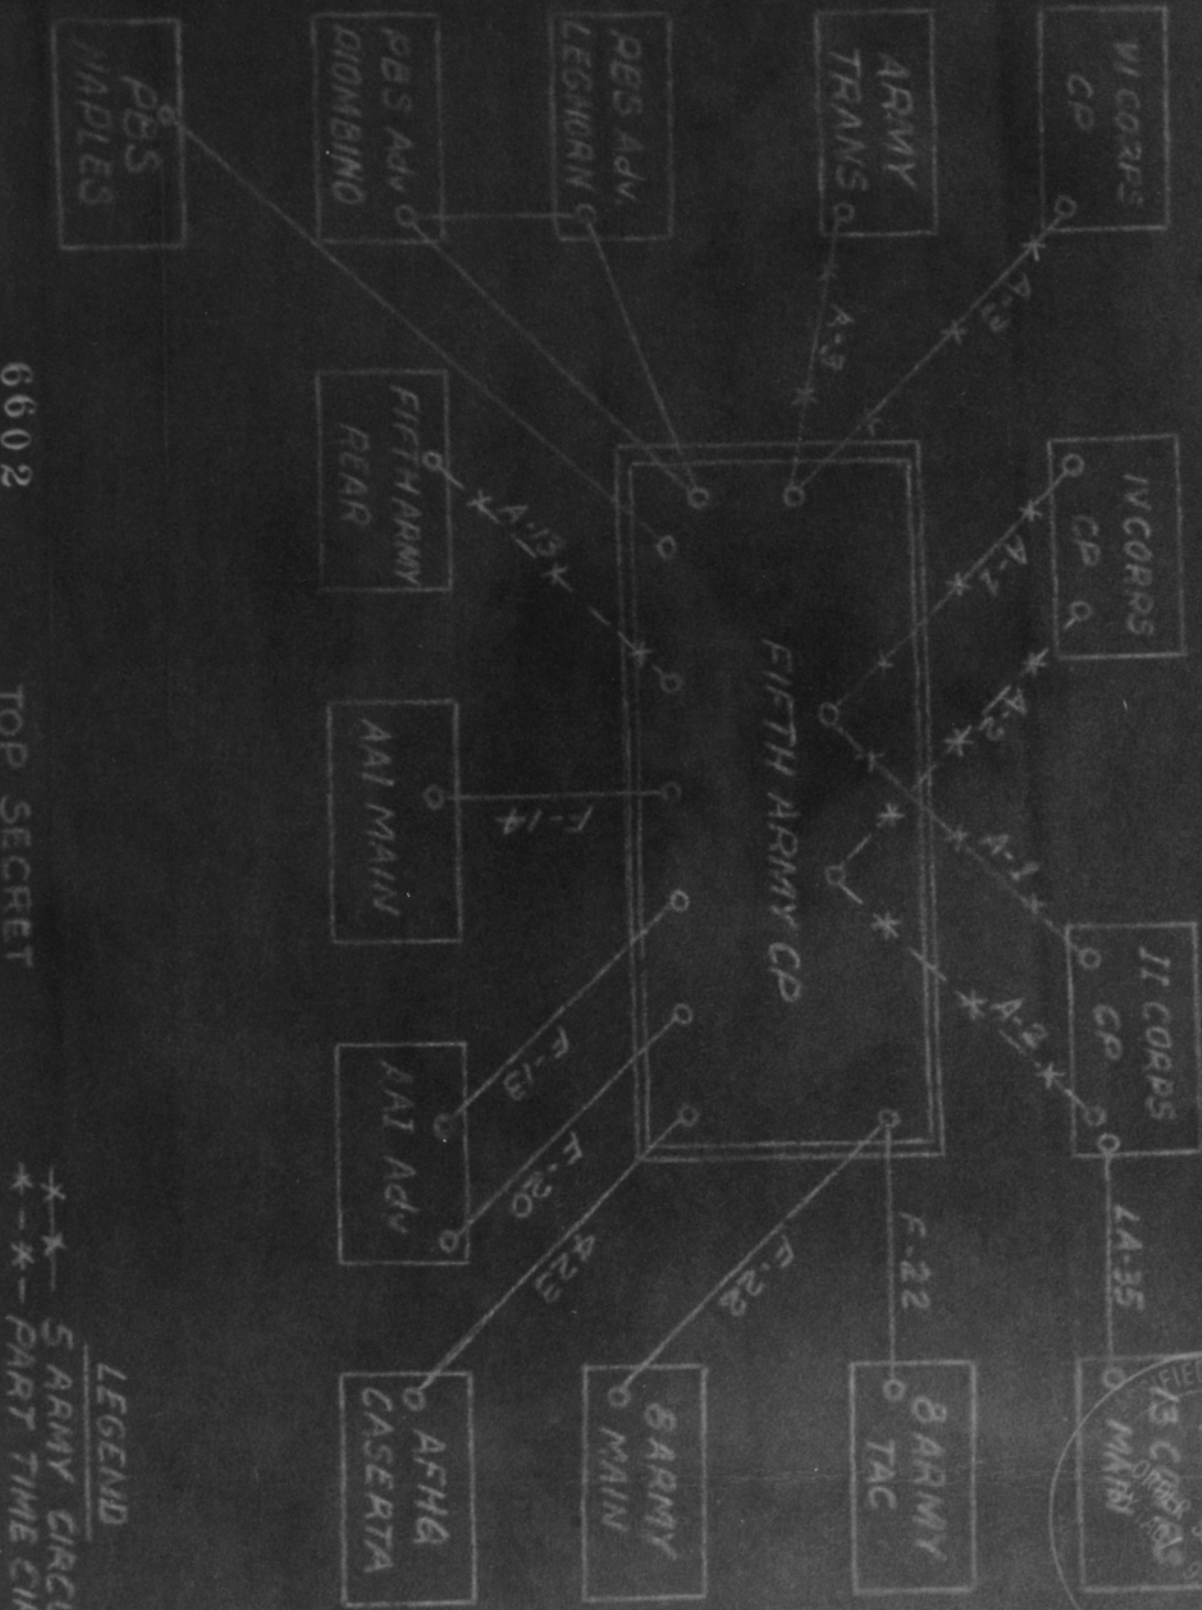 VI CORPS
CP
IV CORPS
CP
II CORPS
CP
LA-35
13 CORPS
MAIN
A-3
A-1
A-2
A-1
A-2
ARMY
TRANS
A-3
FIFTH ARMY CP
F-22
8 ARMY
TAC
PBS Adv.
LEGHORN
F-22
8 ARMY
MAIN
PBS Adv
PIOMBINO
FIFTH ARMY
REAR
A-13
AAI MAIN
F-14
AAI Adv
F-13
F-20
423
AFHQ
CASERTA
PBS
NAPLES
LEGEND
5 ARMY
PART TIME
6602
TOP SECRET